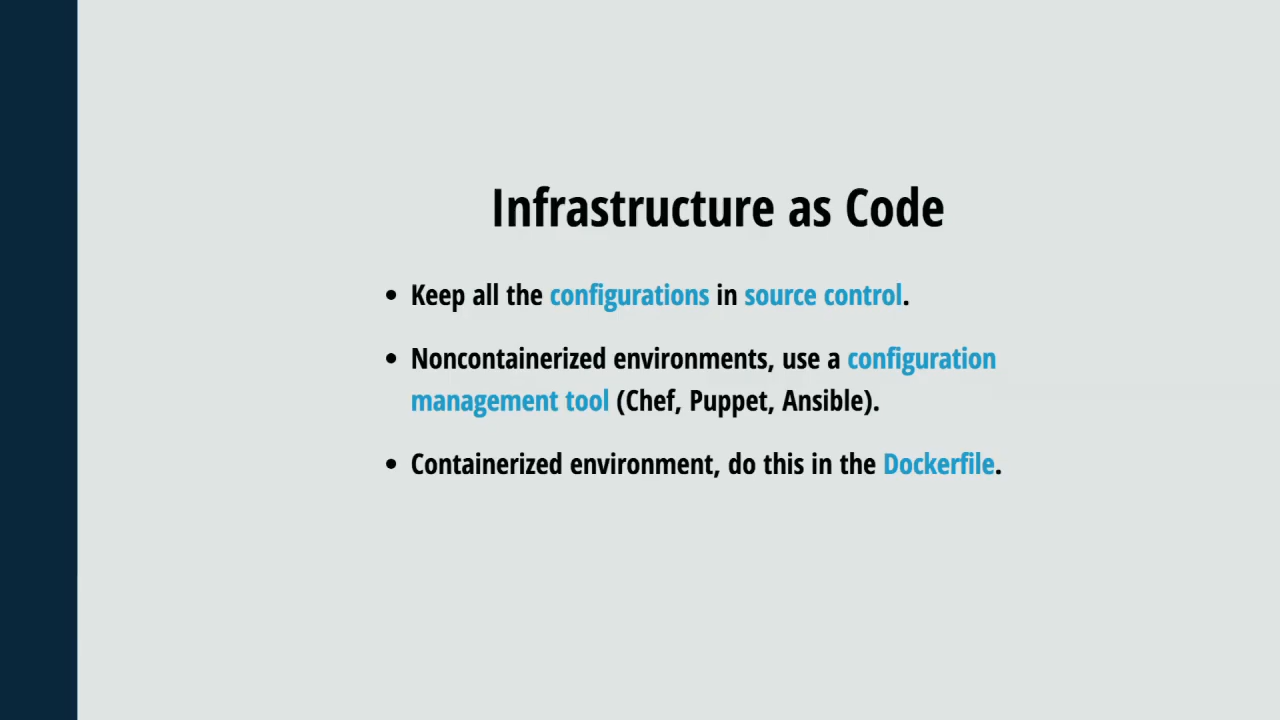 Infrastructure as Code
• Keep all the configurations in source control.
• Noncontainerized environments, use a configuration
management tool (Chef, Puppet, Ansible).
• Containerized environment, do this in the Dockerfile.